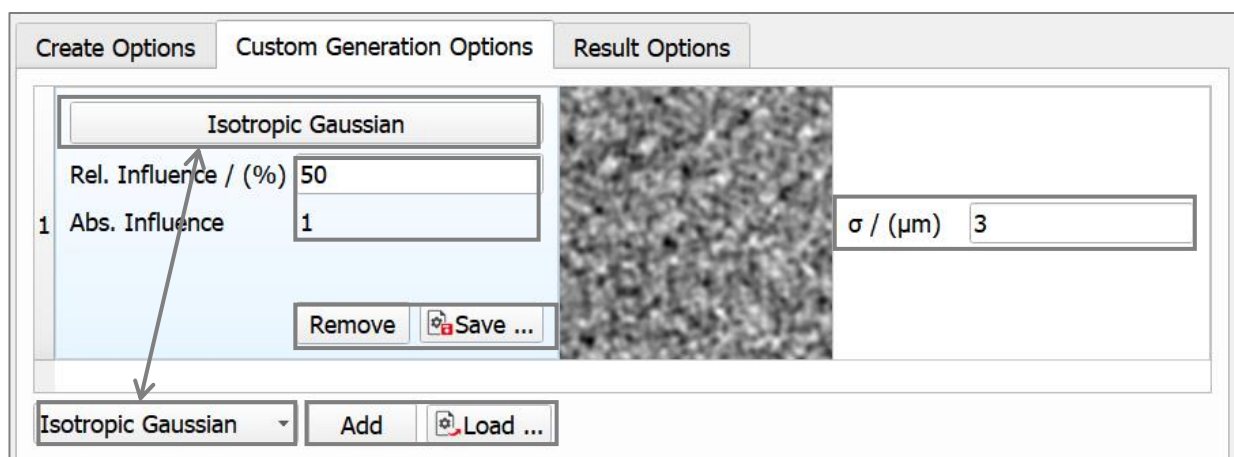 Create Options Custom Generation Options Result Options
Isotropic Gaussian
Rel. Influence / (%) 50
1 Abs. Influence 1 σ / (µm) 3
Remove Save ...
Isotropic Gaussian Add Load ...